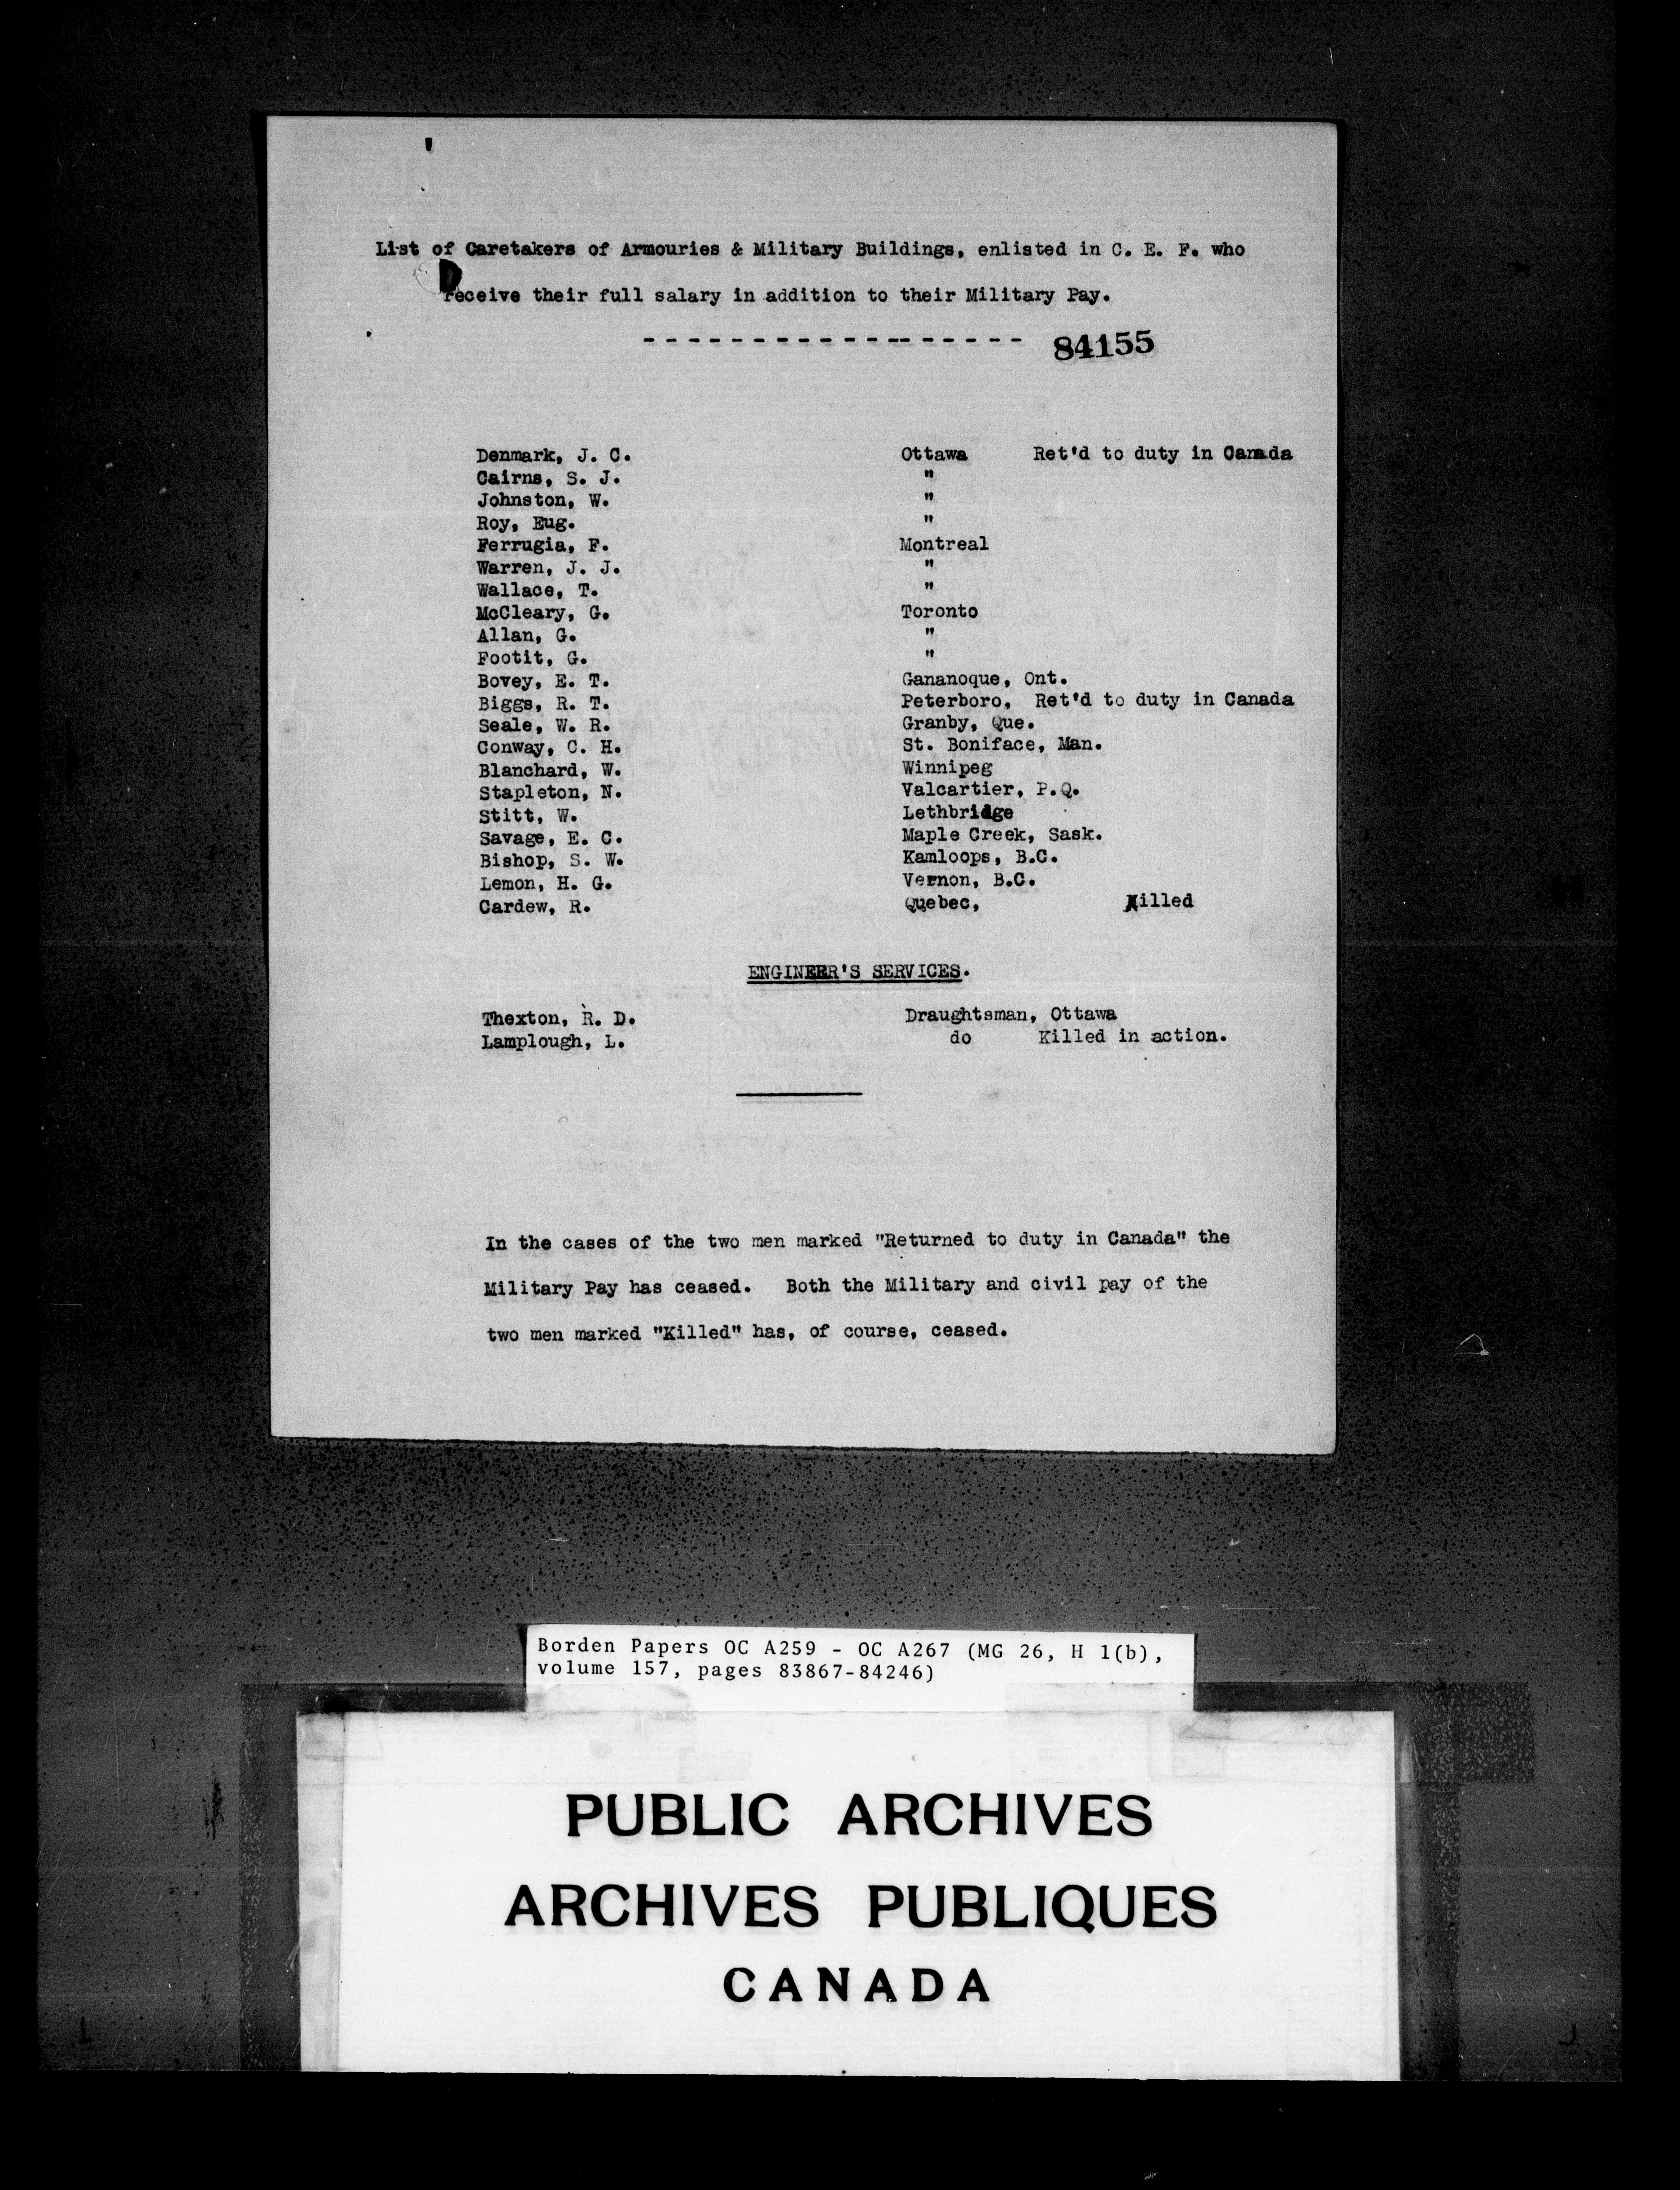 List of Caretakers of Armouries & Military Buildings, enlisted in C. E. F. who
receive their full salary in addition to their Military Pay.
- - - - - - - - - - - - - - - - - - 84155
Denmark, J. C. Ottawa Ret'd to duty in Canada
Cairns, S. J. "
Johnston, W. "
Roy, Eug. "
Ferrugia, F. Montreal
Warren, J. J. "
Wallace, T. "
McCleary, G. Toronto
Allan, G. "
Footit, G. "
Bovey, E. T. Gananoque, Ont.
Biggs, R. T. Peterboro, Ret'd to duty in Canada
Seale, W. R. Granby, Que.
Conway, C. H. St. Boniface, Man.
Blanchard, W. Winnipeg
Stapleton, N. Valcartier, P.Q.
Stitt, W. Lethbridge
Savage, E. C. Maple Creek, Sask.
Bishop, S. W. Kamloops, B.C.
Lemon, H. G. Vernon, B.C.
Cardew, R. Quebec, Killed
ENGINEER'S SERVICES.
Thexton, R. D. Draughtsman, Ottawa
Lamplough, L. do Killed in action.
In the cases of the two men marked "Returned to duty in Canada" the
Military Pay has ceased. Both the Military and civil pay of the
two men marked "Killed" has, of course, ceased.
Borden Papers OC A259 - OC A267 (MG 26, H 1(b),
volume 157, pages 83867-84246)
PUBLIC ARCHIVES
ARCHIVES PUBLIQUES
CANADA